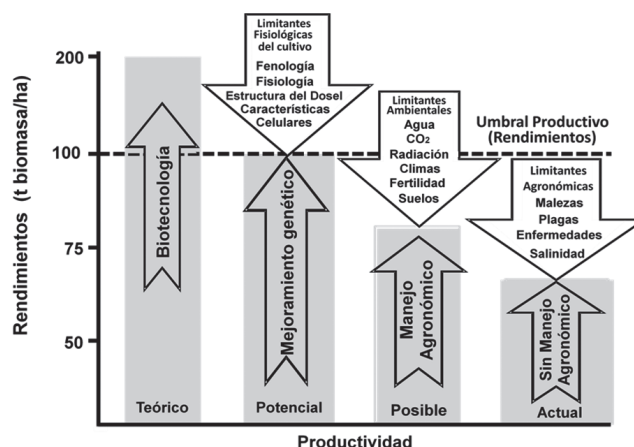 Rendimientos (t biomasa/ha)
200
100
75
50
Biotecnología
Teórico
Limitantes
Fisiológicas
del cultivo
Fenología
Fisiología
Estructura del Dosel
Características
Celulares
Mejoramiento genético
Potencial
Limitantes
Ambientales
Agua
CO₂
Radiación
Climas
Fertilidad
Suelos
Manejo
Agronómico
Posible
Umbral Productivo
(Rendimientos)
Limitantes
Agronómicas
Malezas
Plagas
Enfermedades
Salinidad
Sin Manejo
Agronómico
Actual
Productividad